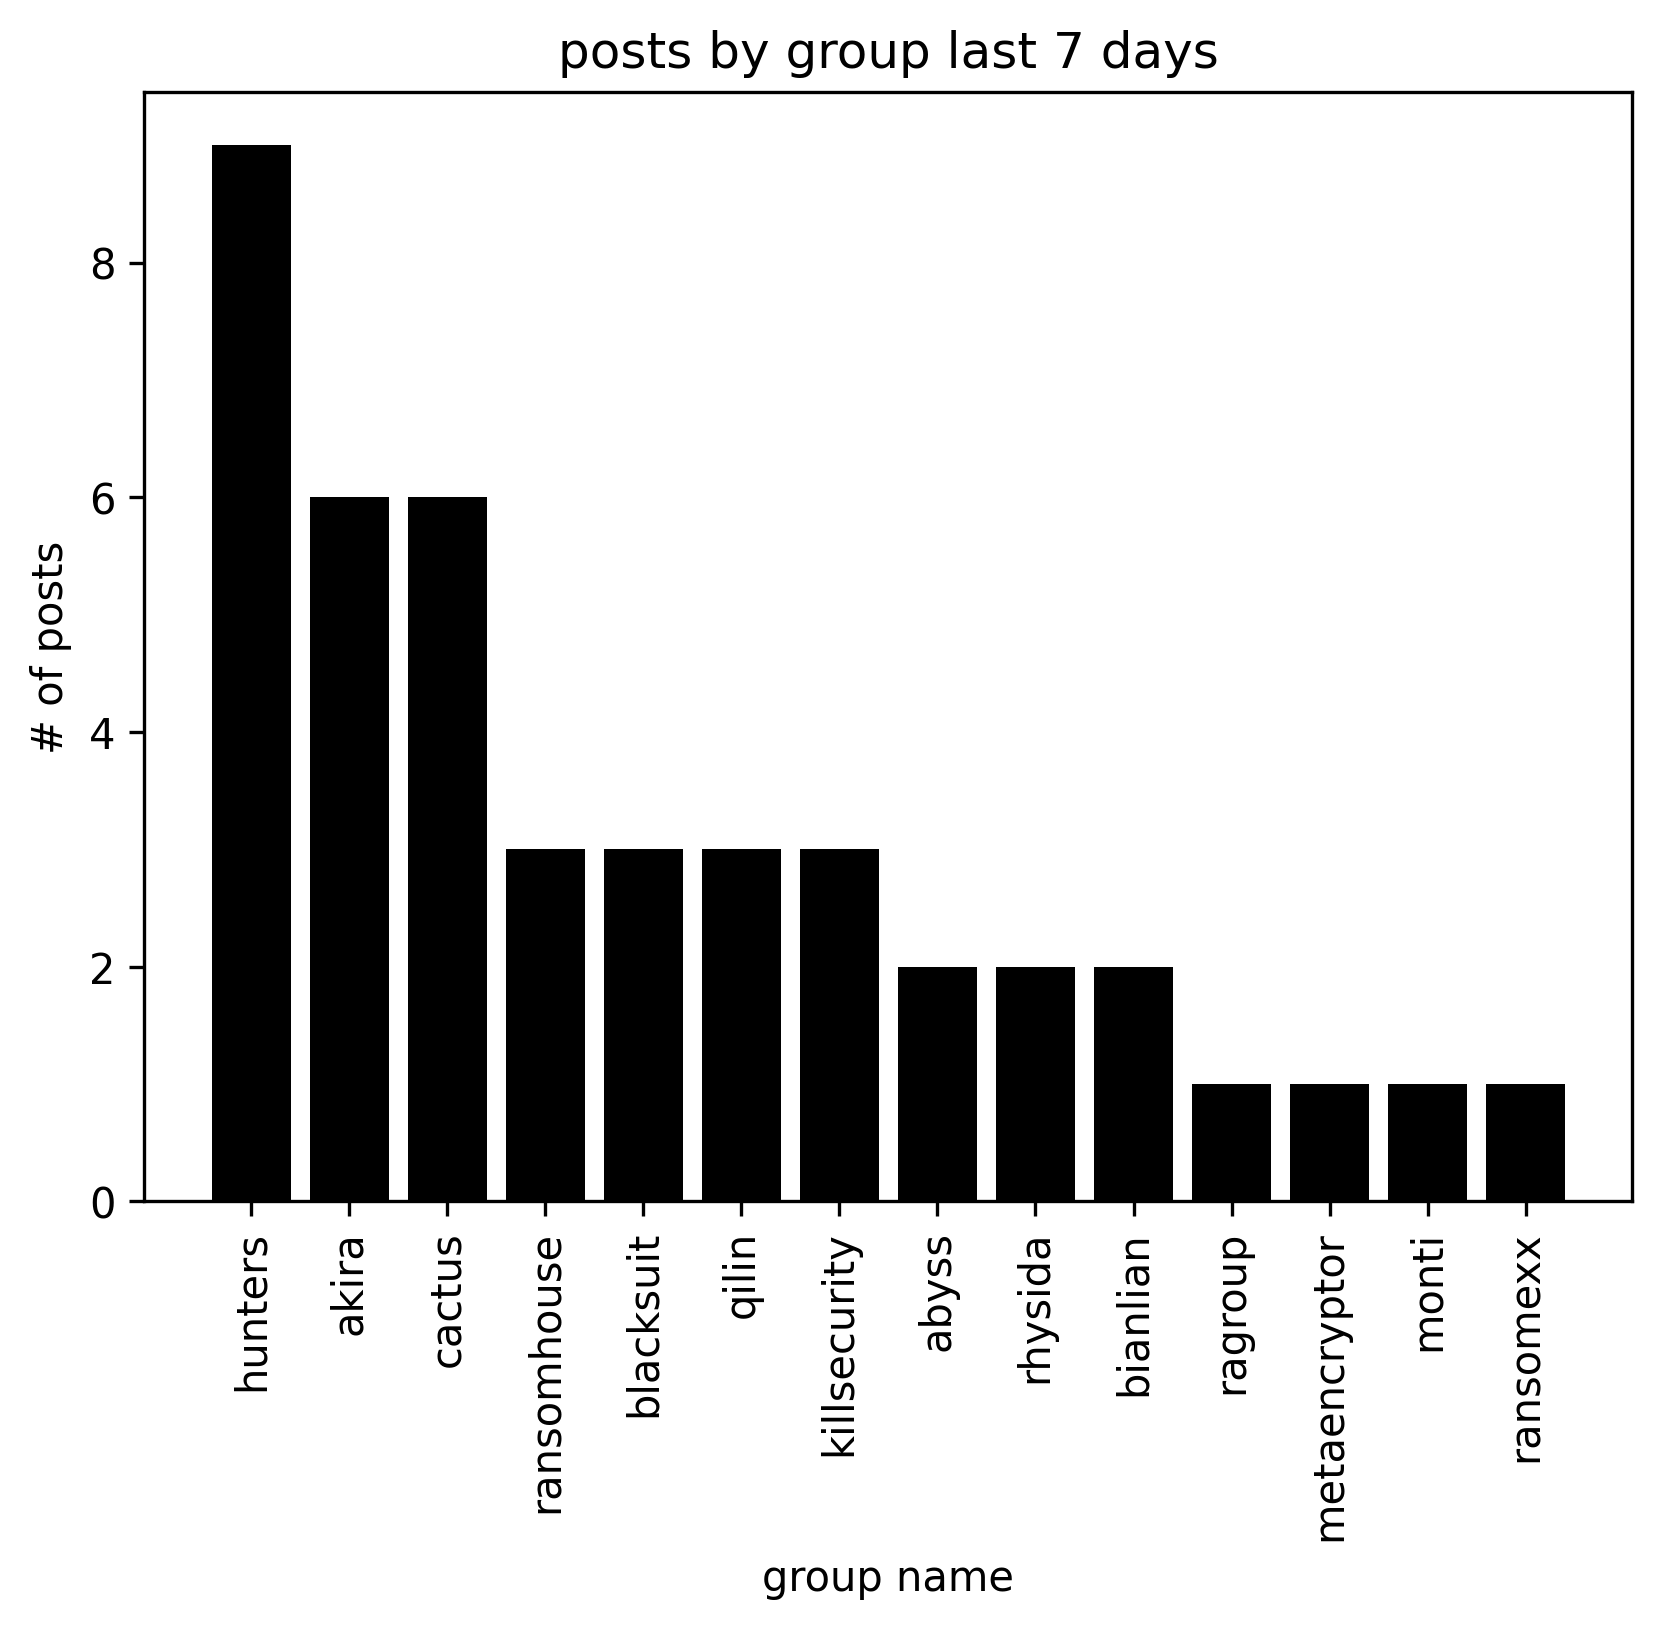 posts by group last 7 days
# of posts
8
6
4
2
0
hunters
akira
cactus
ransomhouse
blacksuit
qilin
killsecurity
abyss
rhysida
bianlian
ragroup
metaencryptor
monti
ransomexx
group name